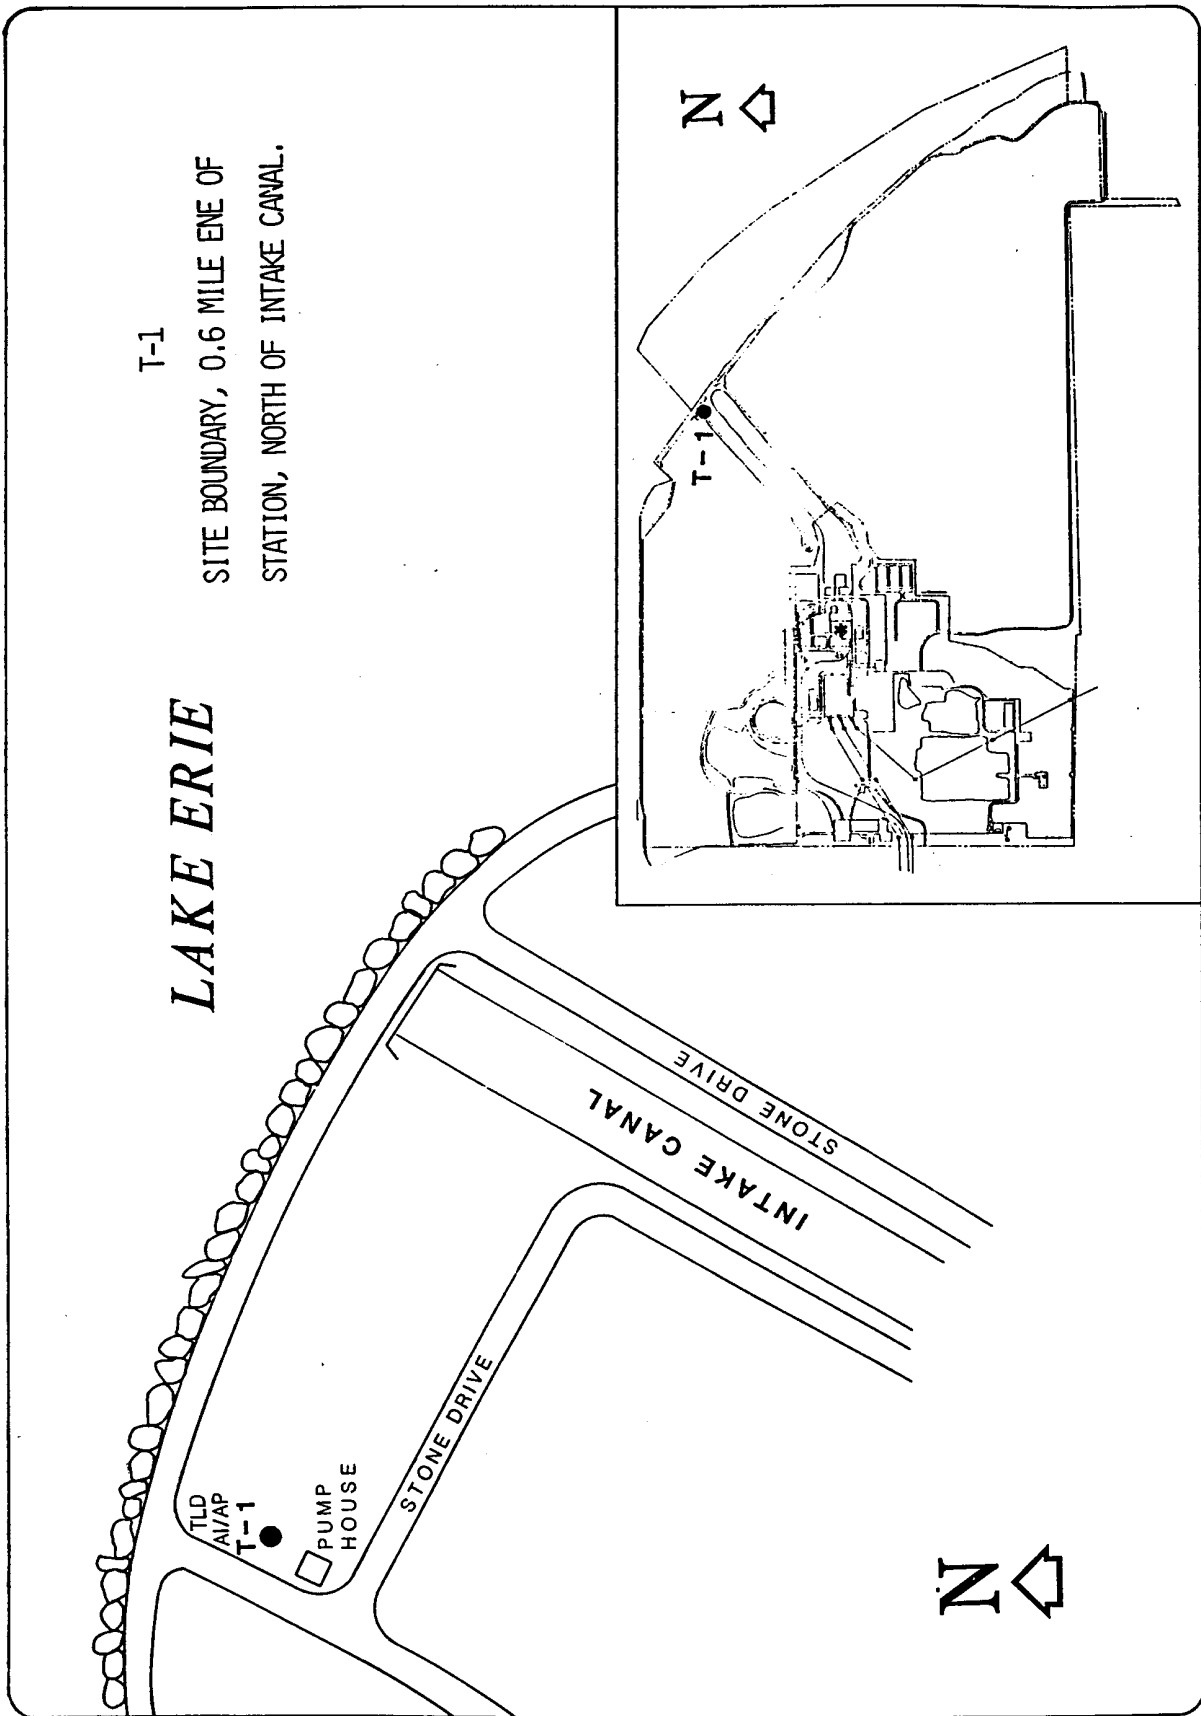 T-1
SITE BOUNDARY, 0.6 MILE ENE OF
STATION, NORTH OF INTAKE CANAL.
LAKE ERIE
TLD
AI/AP
T-1
PUMP
HOUSE
STONE DRIVE
INTAKE CANAL
STONE DRIVE
N
N
T-1